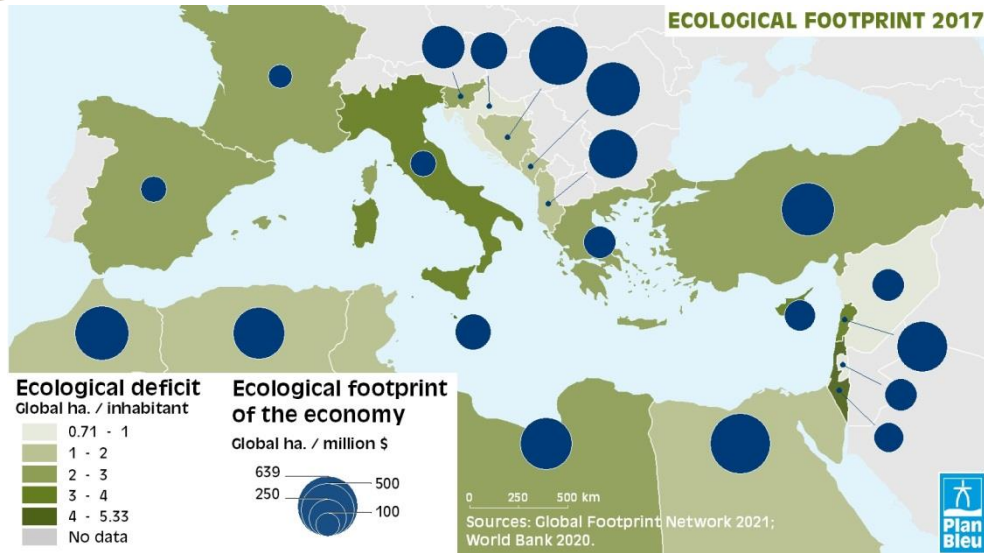 ECOLOGICAL FOOTPRINT 2017
Ecological deficit
Global ha. / inhabitant
0.71 - 1
1 - 2
2 - 3
3 - 4
4 - 5.33
No data
Ecological footprint
of the economy
Global ha. / million $
639
500
250
100
0 250 500 km
Sources: Global Footprint Network 2021;
World Bank 2020.
Plan
Bleu